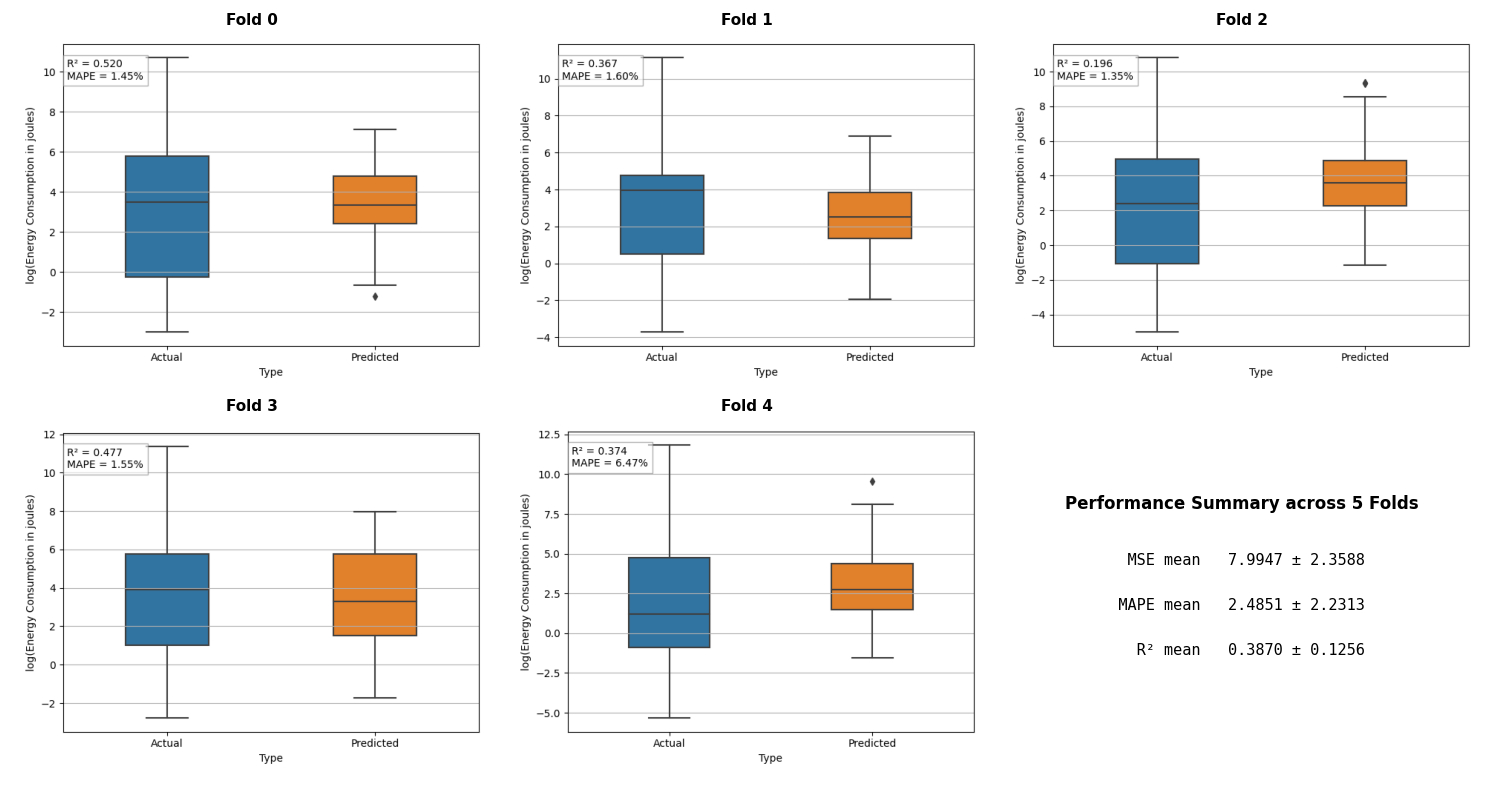 Fold 0
R² = 0.520
MAPE = 1.45%
10
8
6
4
2
0
−2
log(Energy Consumption in joules)
Actual
Predicted
Type
Fold 1
R² = 0.367
MAPE = 1.60%
10
8
6
4
2
0
−2
−4
log(Energy Consumption in joules)
Actual
Predicted
Type
Fold 2
R² = 0.196
MAPE = 1.35%
10
8
6
4
2
0
−2
−4
log(Energy Consumption in joules)
Actual
Predicted
Type
Fold 3
R² = 0.477
MAPE = 1.55%
12
10
8
6
4
2
0
−2
log(Energy Consumption in joules)
Actual
Predicted
Type
Fold 4
R² = 0.374
MAPE = 6.47%
12.5
10.0
7.5
5.0
2.5
0.0
−2.5
−5.0
log(Energy Consumption in joules)
Actual
Predicted
Type
Performance Summary across 5 Folds
MSE mean 7.9947 ± 2.3588
MAPE mean 2.4851 ± 2.2313
R² mean 0.3870 ± 0.1256